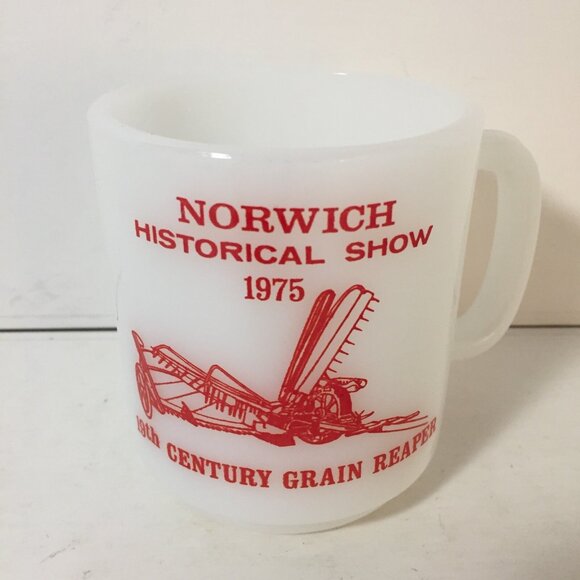 NORWICH
HISTORICAL SHOW
1975
19th CENTURY GRAIN REAPER